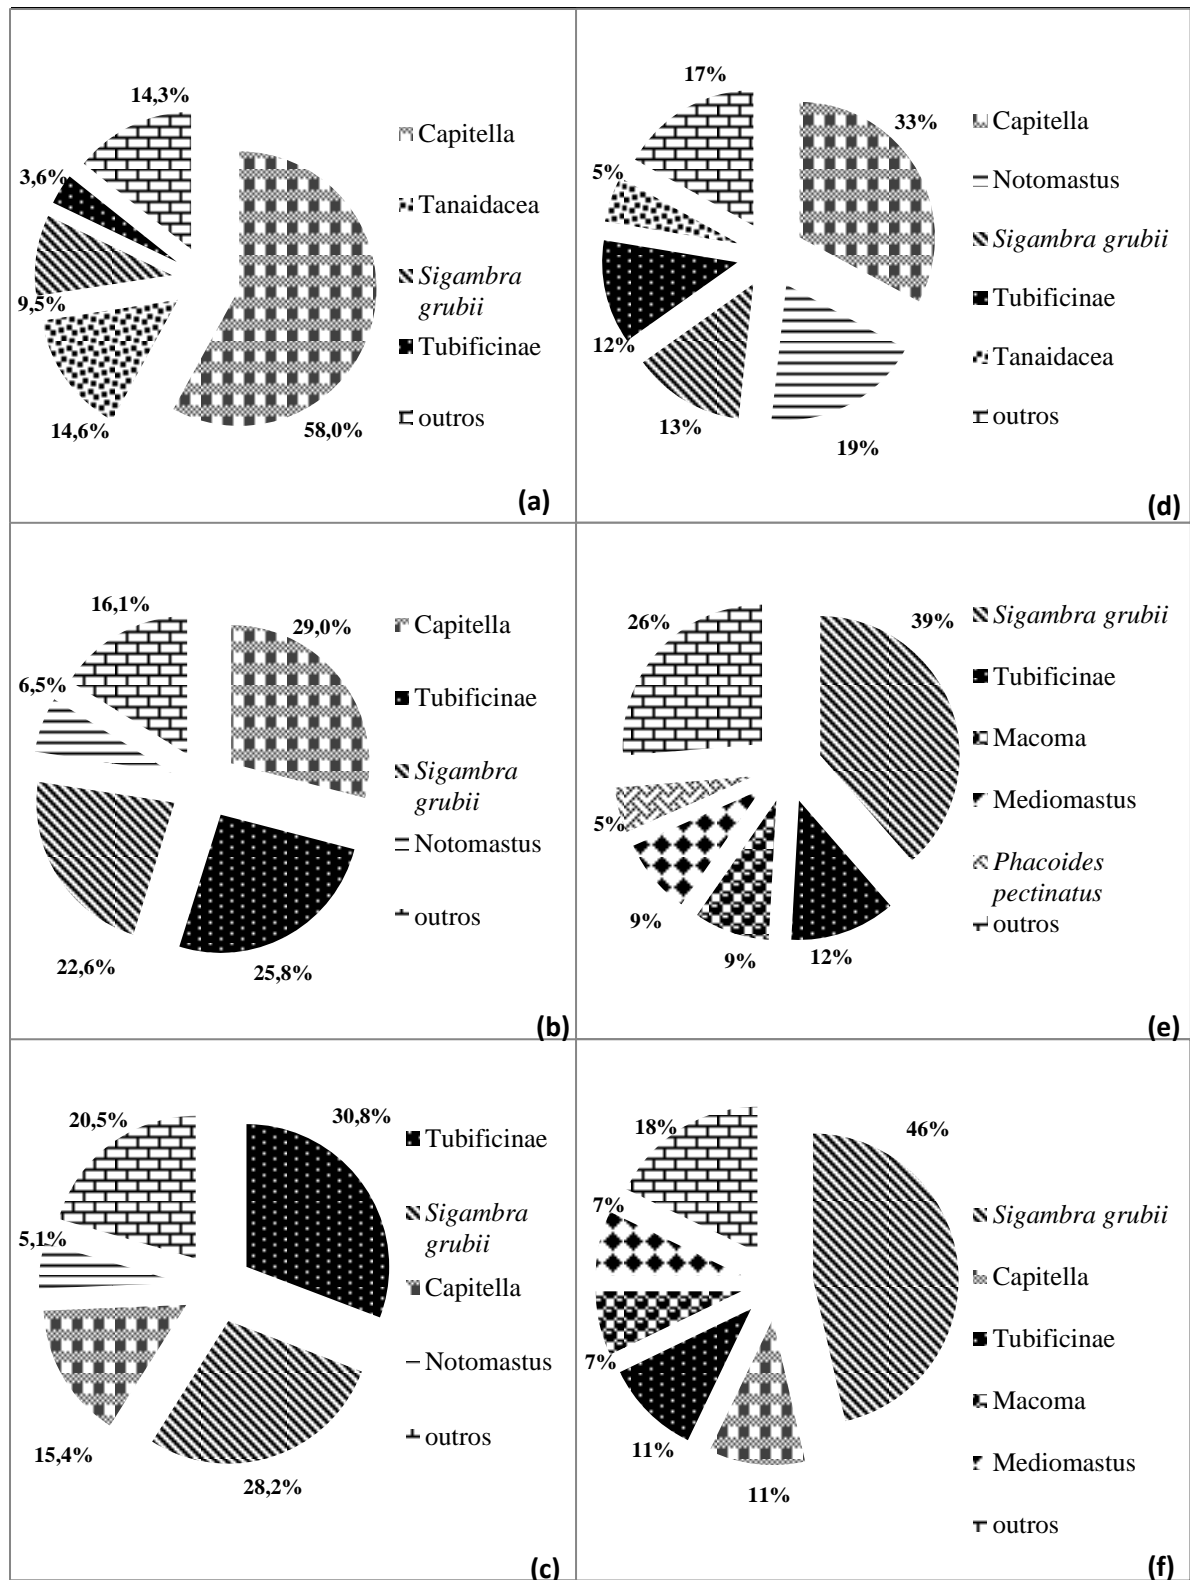 14,3%
3,6%
9,5%
14,6%
58,0%
Capitella
Tanaidacea
Sigambra
grubii
Tubificinae
outros
(a)
17%
33%
5%
12%
13%
19%
Capitella
Notomastus
Sigambra grubii
Tubificinae
Tanaidacea
outros
(d)
16,1%
29,0%
6,5%
22,6%
25,8%
Capitella
Tubificinae
Sigambra
grubii
Notomastus
outros
(b)
26%
39%
5%
9%
9%
12%
Sigambra grubii
Tubificinae
Macoma
Mediomastus
Phacoides
pectinatus
outros
(e)
20,5%
30,8%
5,1%
15,4%
28,2%
Tubificinae
Sigambra
grubii
Capitella
Notomastus
outros
(c)
18%
46%
7%
7%
11%
11%
Sigambra grubii
Capitella
Tubificinae
Macoma
Mediomastus
outros
(f)